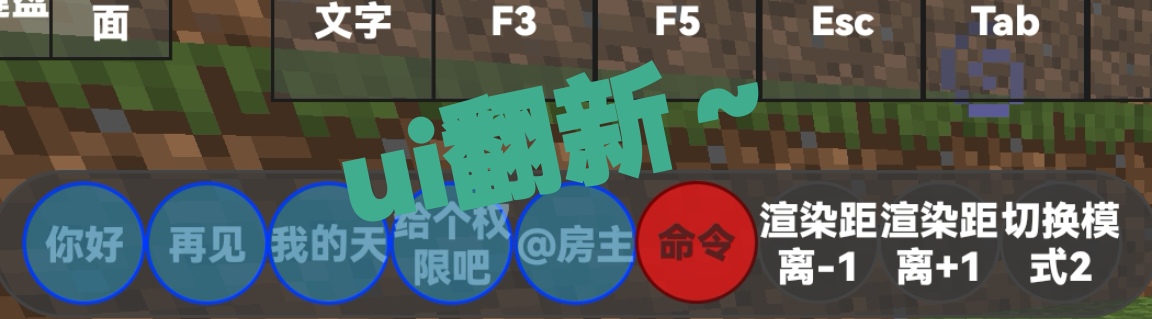 键盘
面
文字
F3
F5
Esc
Tab
ui翻新～
你好
再见
我的天
给个权
限吧
@房主
命令
渲染距
离-1
渲染距
离+1
切换模
式2